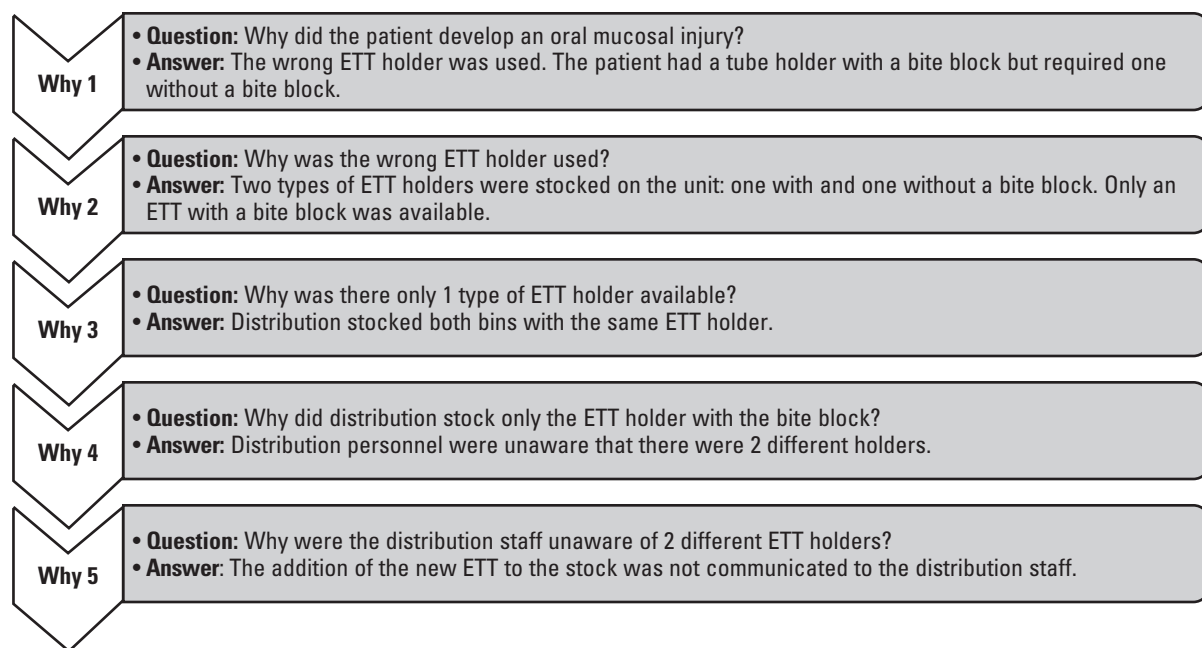 Why 1
• Question: Why did the patient develop an oral mucosal injury?
• Answer: The wrong ETT holder was used. The patient had a tube holder with a bite block but required one
without a bite block.
Why 2
• Question: Why was the wrong ETT holder used?
• Answer: Two types of ETT holders were stocked on the unit: one with and one without a bite block. Only an
ETT with a bite block was available.
Why 3
• Question: Why was there only 1 type of ETT holder available?
• Answer: Distribution stocked both bins with the same ETT holder.
Why 4
• Question: Why did distribution stock only the ETT holder with the bite block?
• Answer: Distribution personnel were unaware that there were 2 different holders.
Why 5
• Question: Why were the distribution staff unaware of 2 different ETT holders?
• Answer: The addition of the new ETT to the stock was not communicated to the distribution staff.